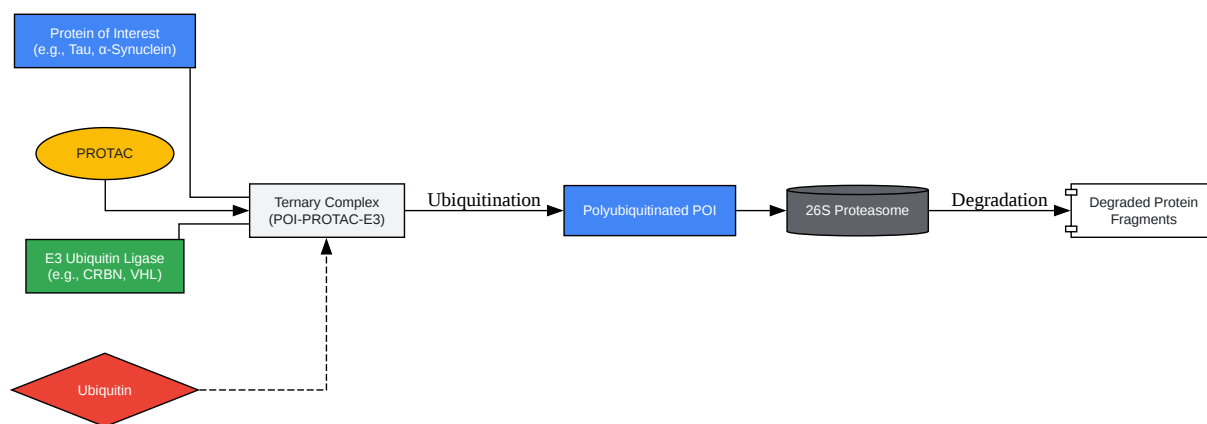 Protein of Interest
(e.g., Tau, α-Synuclein)
PROTAC
E3 Ubiquitin Ligase
(e.g., CRBN, VHL)
Ubiquitin
Ternary Complex
(POI-PROTAC-E3)
Ubiquitination
Polyubiquitinated POI
26S Proteasome
Degradation
Degraded Protein
Fragments